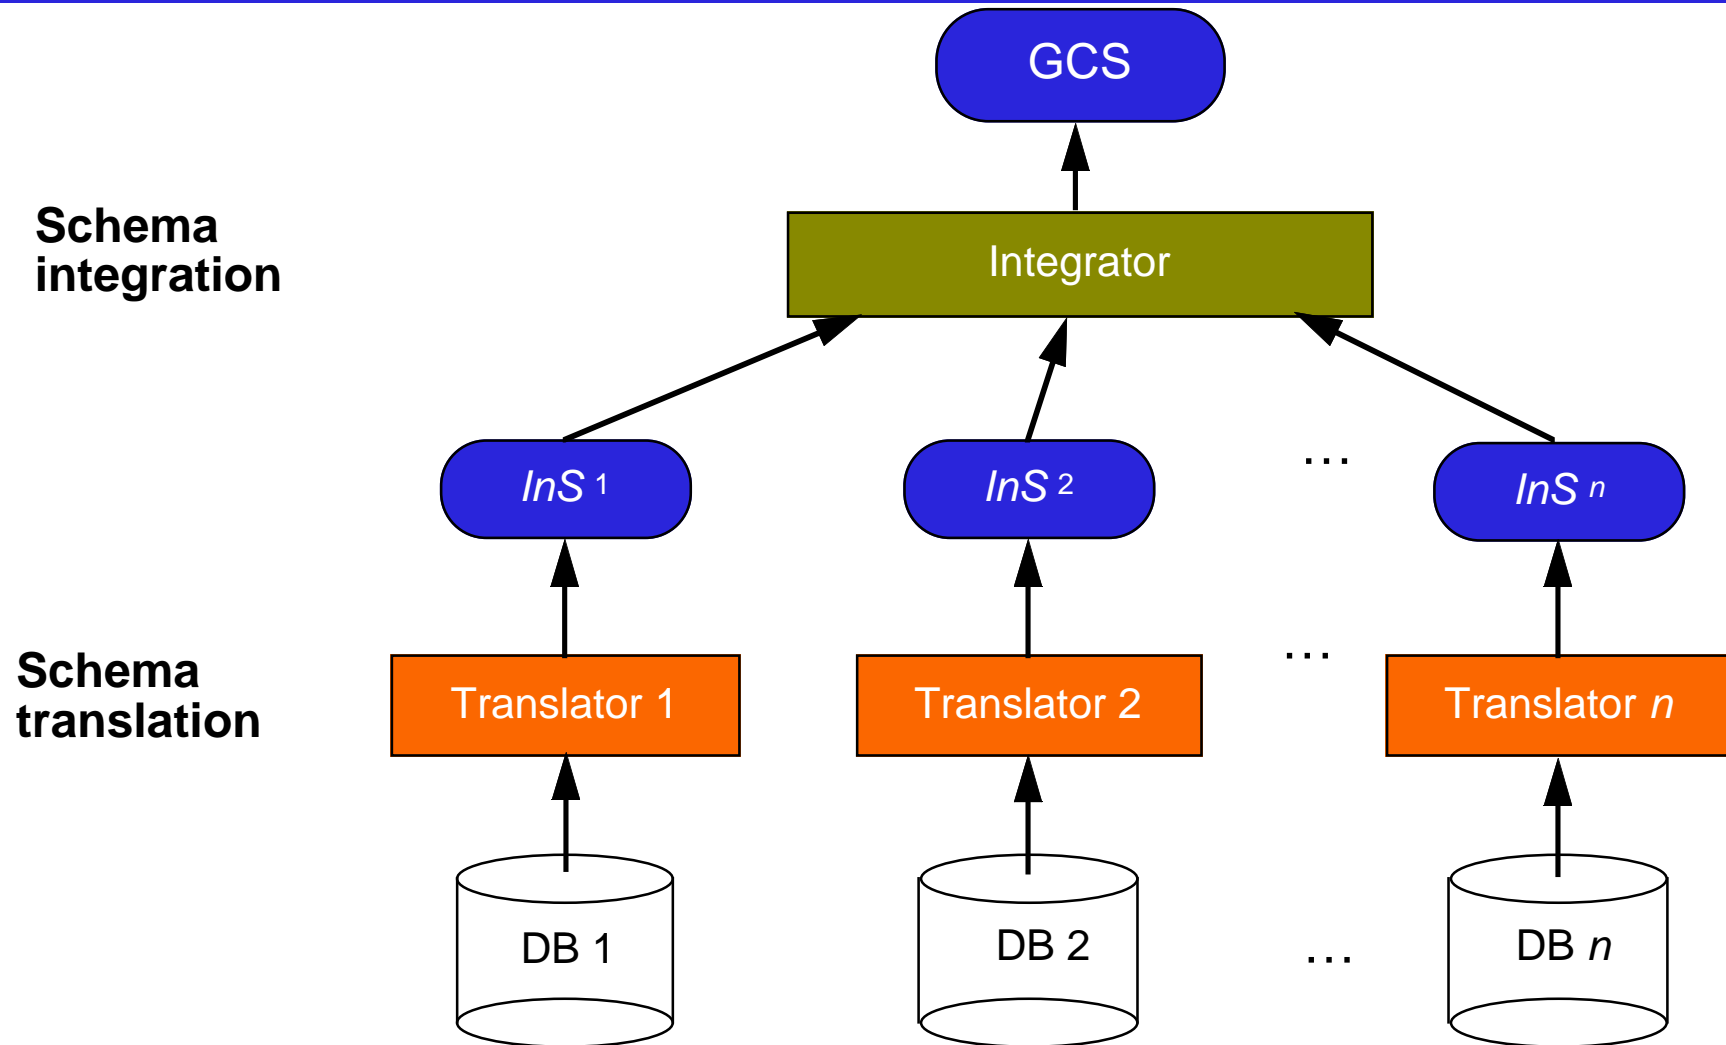 GCS
Schema
integration
Integrator
InS 1
InS 2
…
InS n
Schema
translation
Translator 1
Translator 2
…
Translator n
DB 1
DB 2
…
DB n